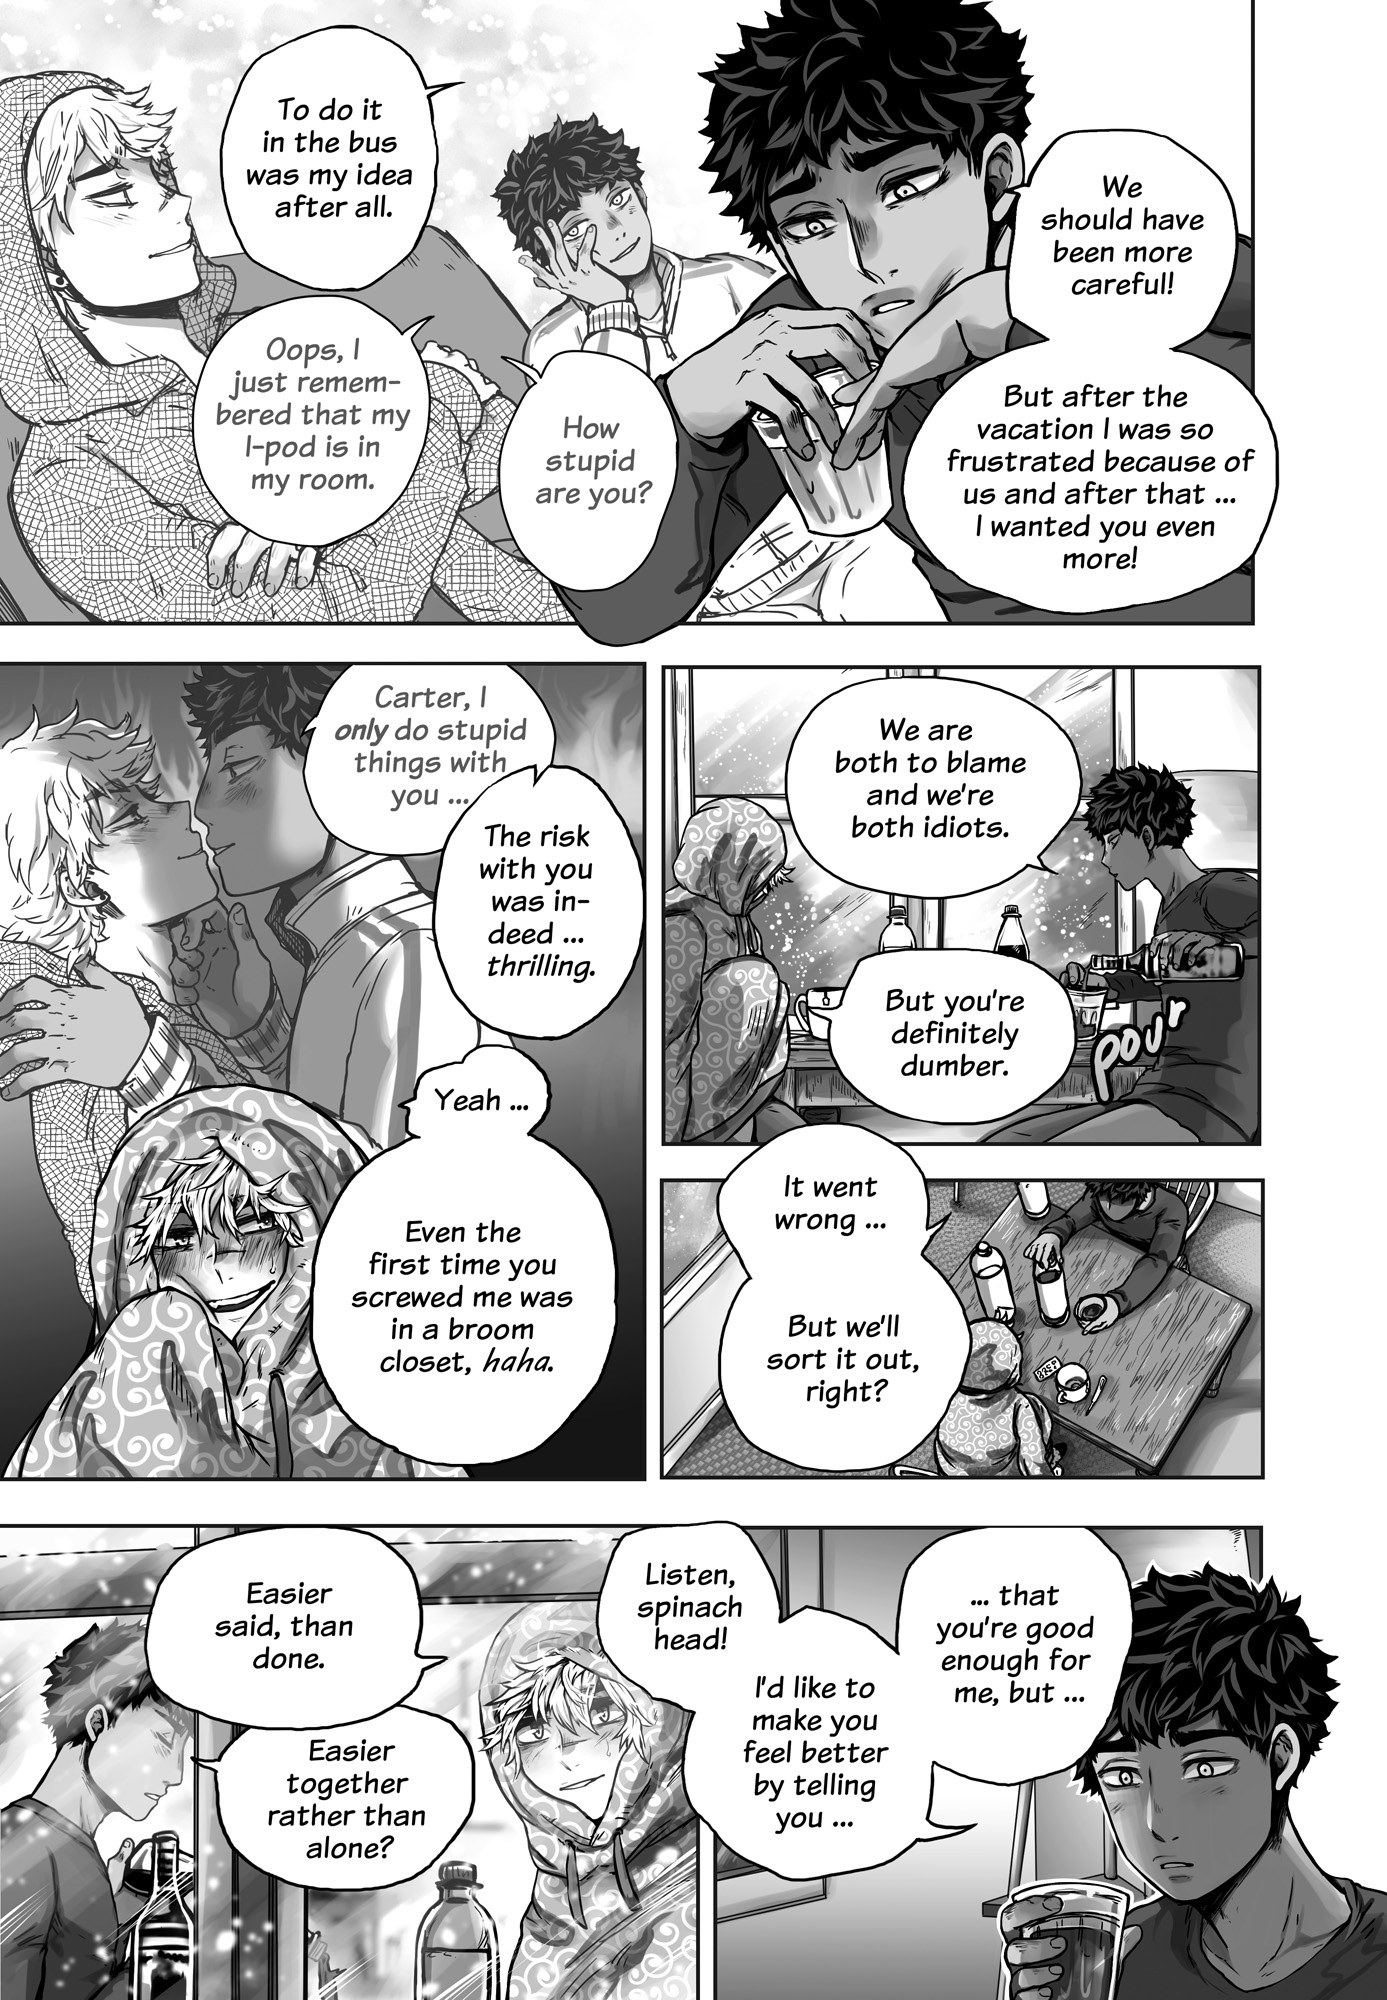 To do it
in the bus
was my idea
after all.
We
should have
been more
careful!
Oops, I
just remem-
bered that my
I-pod is in
my room.
How
stupid
are you?
But after the
vacation I was so
frustrated because of
us and after that ...
I wanted you even
more!
Carter, I
only do stupid
things with
you ...
The risk
with you
was in-
deed ...
thrilling.
Yeah ...
Even the
first time you
screwed me was
in a broom
closet, haha.
We are
both to blame
and we're
both idiots.
But you're
definitely
dumber.
pour
It went
wrong ...
But we'll
sort it out,
right?
Easier
said, than
done.
Easier
together
rather than
alone?
Listen,
spinach
head!
I'd like to
make you
feel better
by telling
you ...
... that
you're good
enough for
me, but ...